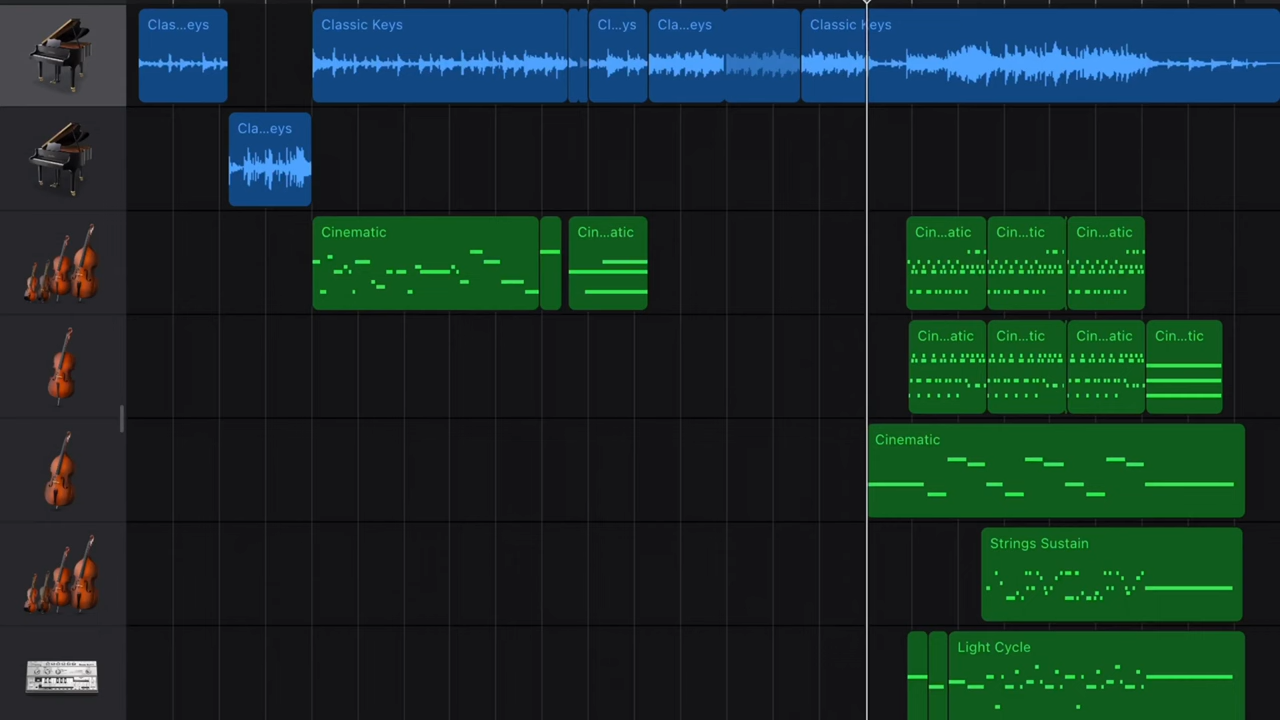 Clas...eys
Classic Keys
Cl...ys
Cla...eys
Classic Keys
Cla...eys
Cinematic
Cin...atic
Cin...atic
Cin...tic
Cin...atic
Cin...atic
Cin...tic
Cin...atic
Cin...tic
Cinematic
Strings Sustain
Light Cycle